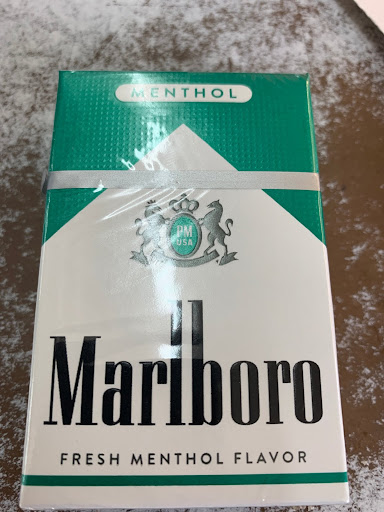 MENTHOL
PM
USA
Marlboro
FRESH MENTHOL FLAVOR